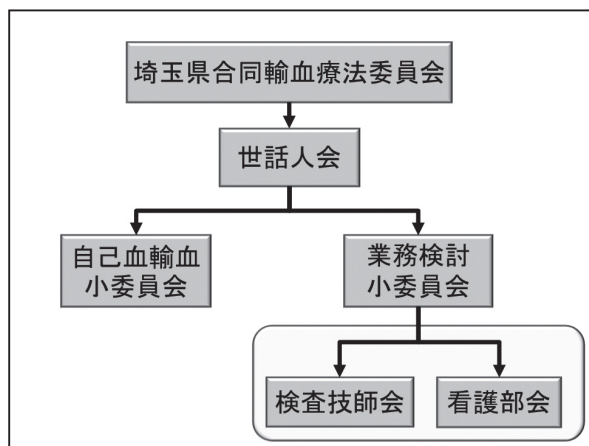 埼玉県合同輸血療法委員会
世話人会
自己血輸血
小委員会
業務検討
小委員会
検査技師会
看護部会